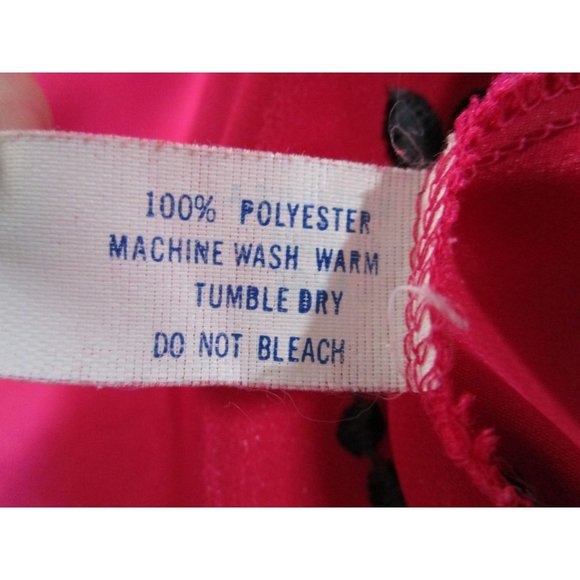 100% POLYESTER
MACHINE WASH WARM
TUMBLE DRY
DO NOT BLEACH